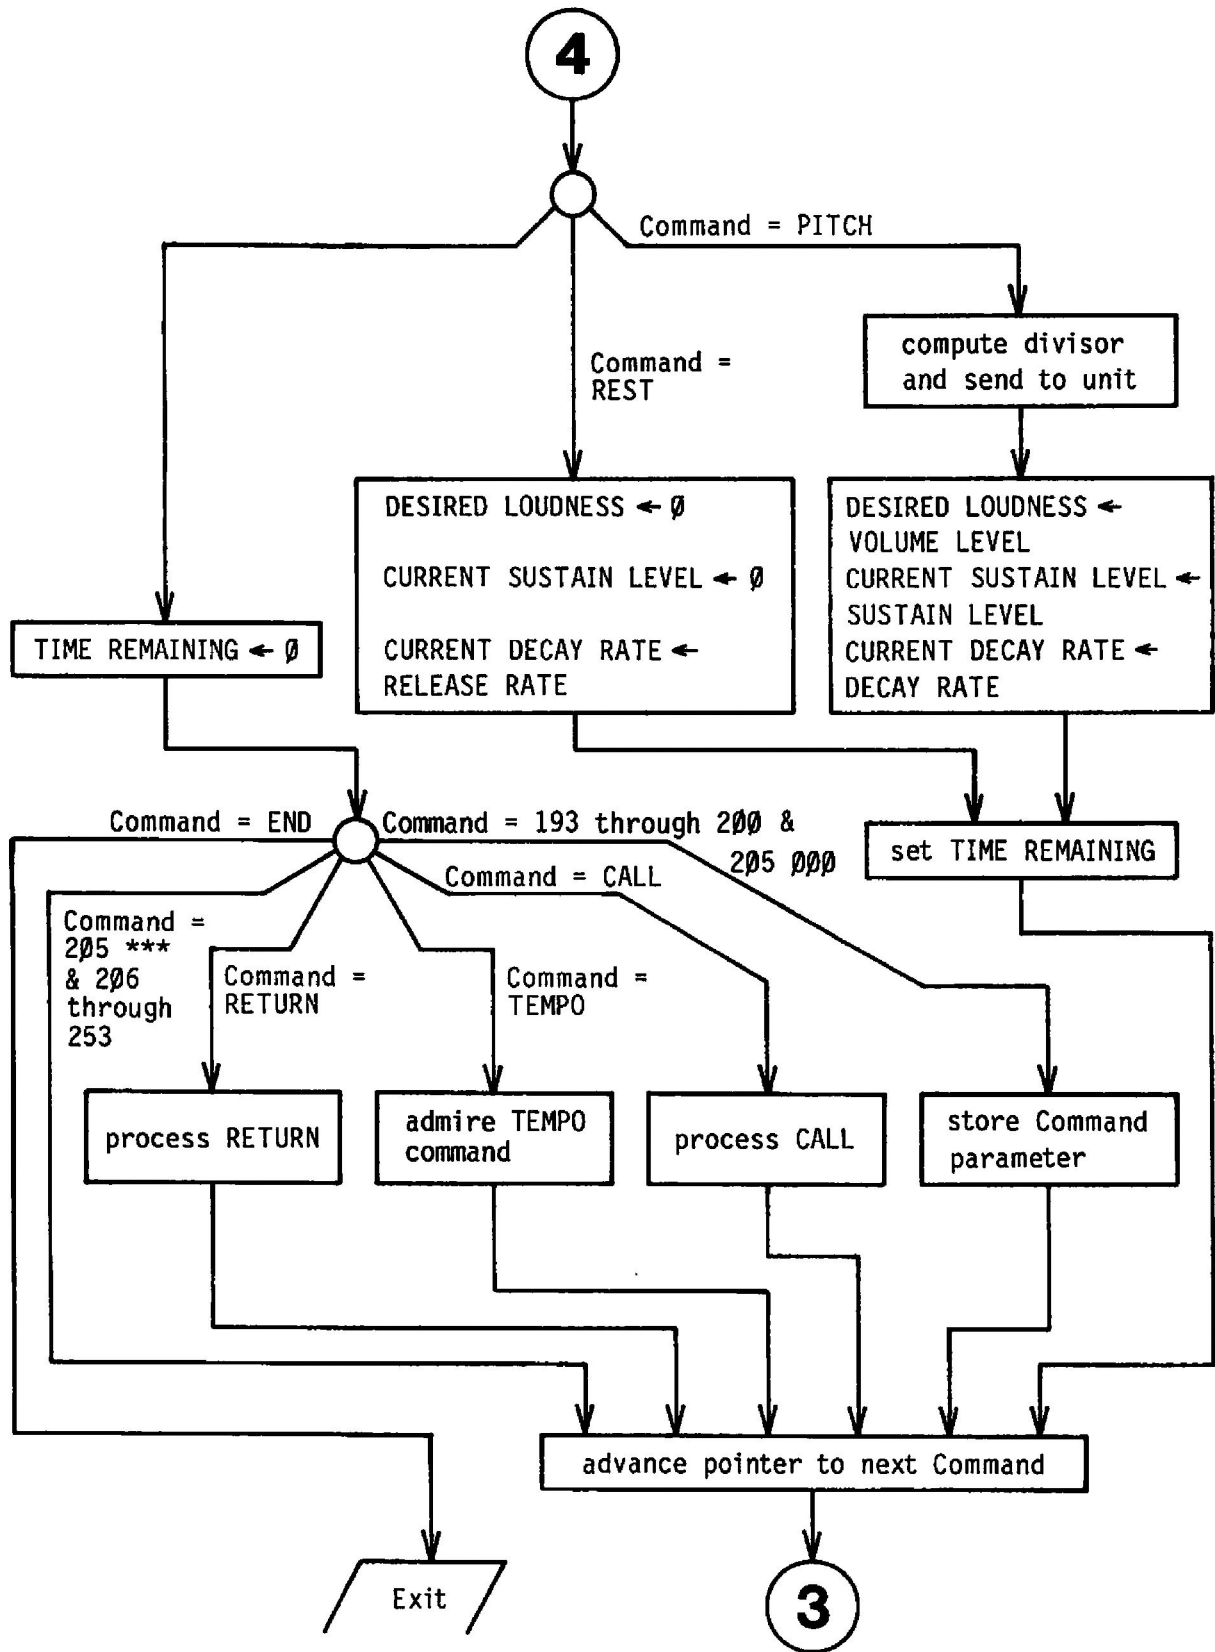 4
Command = PITCH
compute divisor
and send to unit
Command =
REST
DESIRED LOUDNESS ← Ø
CURRENT SUSTAIN LEVEL ← Ø
CURRENT DECAY RATE ←
RELEASE RATE
DESIRED LOUDNESS ←
VOLUME LEVEL
CURRENT SUSTAIN LEVEL ←
SUSTAIN LEVEL
CURRENT DECAY RATE ←
DECAY RATE
TIME REMAINING ← Ø
Command = END
Command = 193 through 2ØØ &
2Ø5 ØØØ
set TIME REMAINING
Command = CALL
Command =
2Ø5 ***
& 2Ø6
through
253
Command =
RETURN
Command =
TEMPO
process RETURN
admire TEMPO
command
process CALL
store Command
parameter
advance pointer to next Command
Exit
3